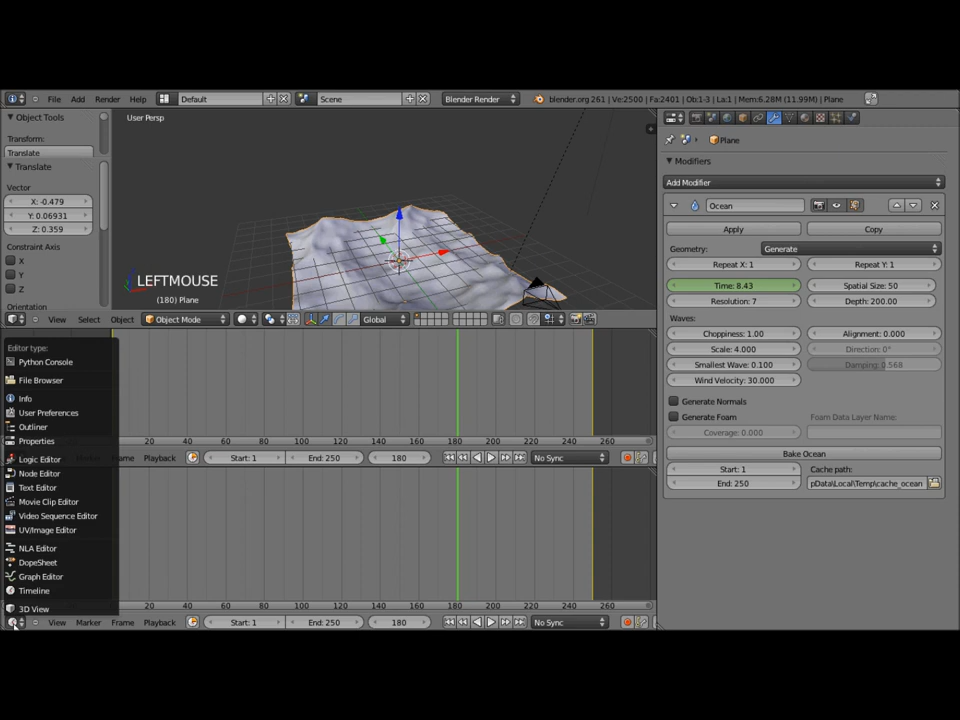 File Add Render Help Default Scene Blender Render blender.org 261 | Ve:2500 | Fa:2401 | Ob:1-3 | La:1 | Mem:6.28M (11.99M) | Plane
Object Tools
Transform:
Translate
Translate
Vector
X: -0.479
Y: 0.06931
Z: 0.359
Constraint Axis
X
Y
Z
Orientation
User Persp
LEFTMOUSE
(180) Plane
View Select Object Object Mode Global
Plane
Modifiers
Add Modifier
Ocean
Apply Copy
Geometry: Generate
Repeat X: 1 Repeat Y: 1
Time: 8.43 Spatial Size: 50
Resolution: 7 Depth: 200.00
Waves:
Choppiness: 1.00 Alignment: 0.000
Scale: 4.000 Direction: 0°
Smallest Wave: 0.100 Damping: 0.568
Wind Velocity: 30.000
Generate Normals
Generate Foam Foam Data Layer Name:
Coverage: 0.000
Bake Ocean
Start: 1 Cache path:
End: 250 pData\Local\Temp\cache_ocean
Editor type:
Python Console
File Browser
Info
User Preferences
Outliner
Properties
Logic Editor
Node Editor
Text Editor
Movie Clip Editor
Video Sequence Editor
UV/Image Editor
NLA Editor
DopeSheet
Graph Editor
Timeline
3D View
20 40 60 80 100 120 140 160 180 200 220 240 260
Frame Playback Start: 1 End: 250 180 No Sync
20 40 60 80 100 120 140 160 180 200 220 240 260
View Marker Frame Playback Start: 1 End: 250 180 No Sync